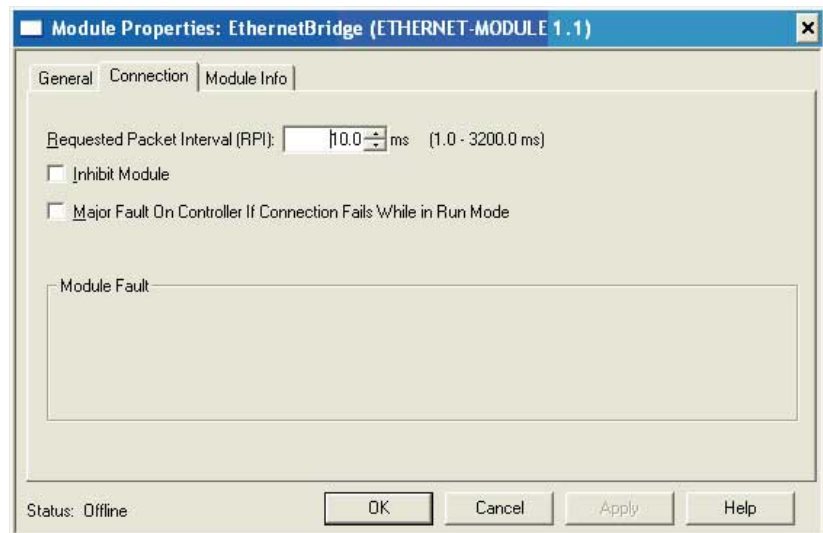 Module Properties: EthernetBridge (ETHERNET-MODULE 1.1)
General Connection Module Info
Requested Packet Interval (RPI): 10.0 ms (1.0 - 3200.0 ms)
Inhibit Module
Major Fault On Controller If Connection Fails While in Run Mode
Module Fault
Status: Offline OK Cancel Apply Help